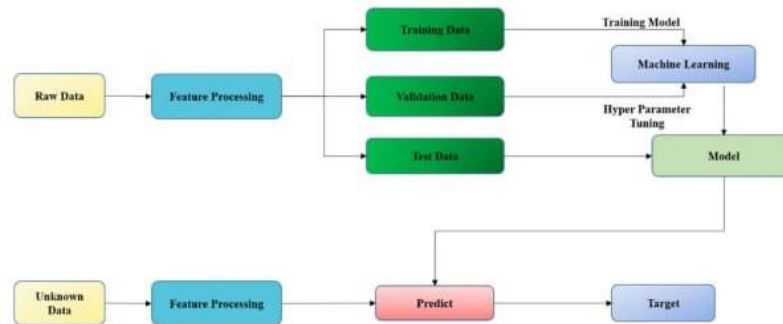 Training Data
Training Model
Machine Learning
Raw Data
Feature Processing
Validation Data
Hyper Parameter
Tuning
Test Data
Model
Unknown
Data
Feature Processing
Predict
Target